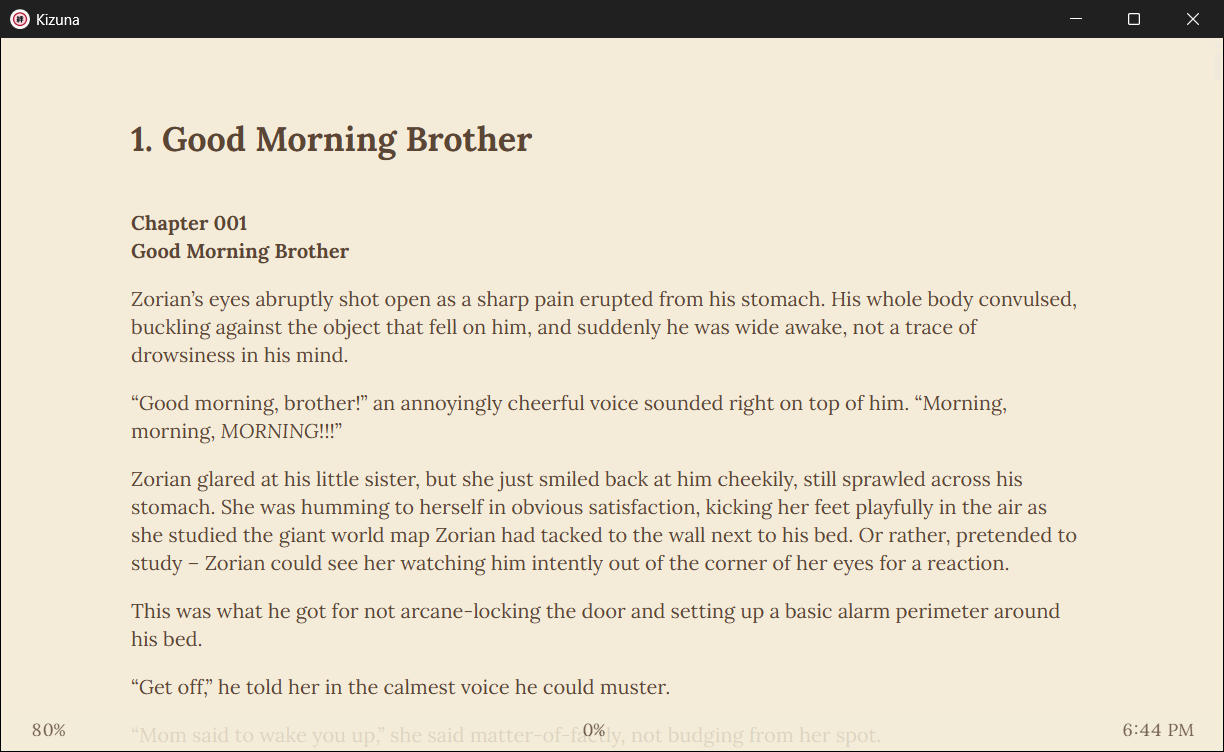 Kizuna
1. Good Morning Brother
Chapter 001
Good Morning Brother
Zorian’s eyes abruptly shot open as a sharp pain erupted from his stomach. His whole body convulsed,
buckling against the object that fell on him, and suddenly he was wide awake, not a trace of
drowsiness in his mind.
“Good morning, brother!” an annoyingly cheerful voice sounded right on top of him. “Morning,
morning, MORNING!!!”
Zorian glared at his little sister, but she just smiled back at him cheekily, still sprawled across his
stomach. She was humming to herself in obvious satisfaction, kicking her feet playfully in the air as
she studied the giant world map Zorian had tacked to the wall next to his bed. Or rather, pretended to
study – Zorian could see her watching him intently out of the corner of her eyes for a reaction.
This was what he got for not arcane-locking the door and setting up a basic alarm perimeter around
his bed.
“Get off,” he told her in the calmest voice he could muster.
“Mom said to wake you up,” she said matter-of-factly, not budging from her spot.
80% 0% 6:44 PM